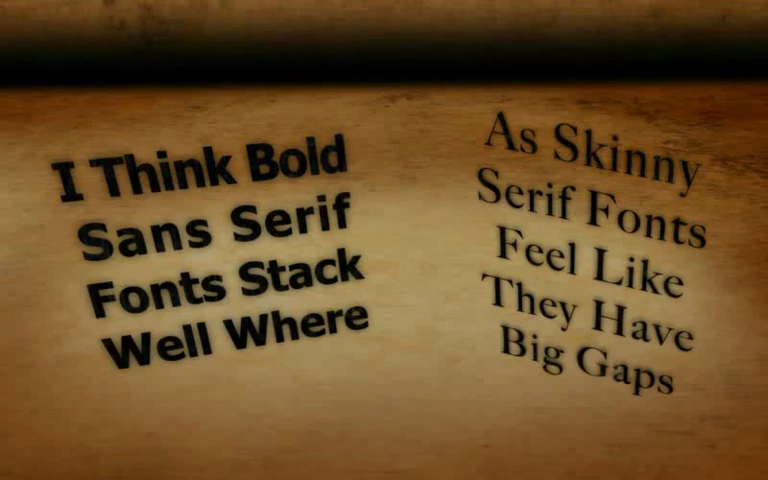 I Think Bold
Sans Serif
Fonts Stack
Well Where
As Skinny
Serif Fonts
Feel Like
They Have
Big Gaps